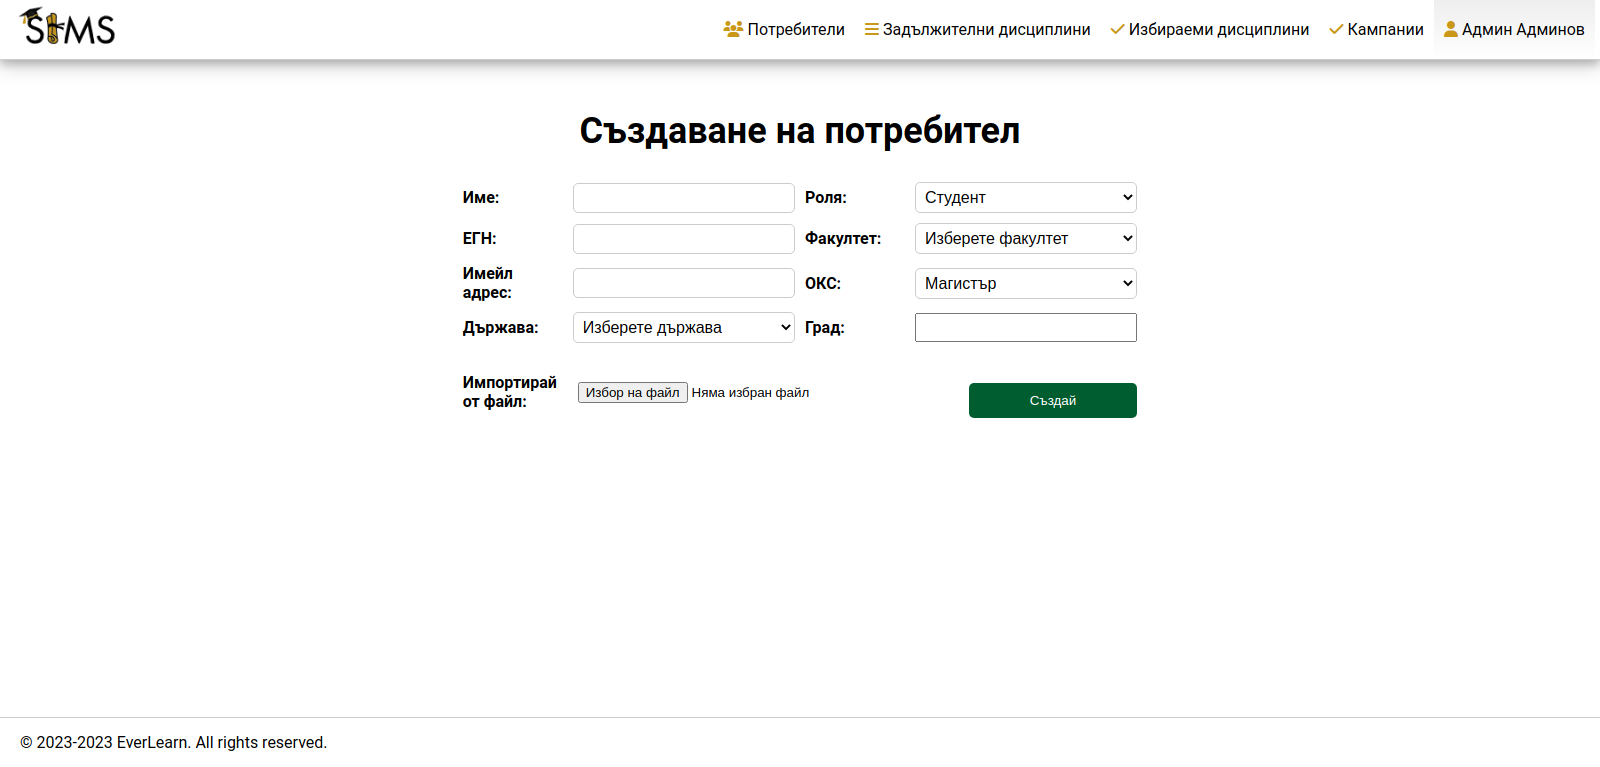 SIMS
Потребители Задължителни дисциплини Избираеми дисциплини Кампании Админ Админов
Създаване на потребител
Име: Роля: Студент
ЕГН: Факултет: Изберете факултет
Имейл
адрес: ОКС: Магистър
Държава: Изберете държава Град:
Импортирай
от файл: Избор на файл Няма избран файл Създай
© 2023-2023 EverLearn. All rights reserved.